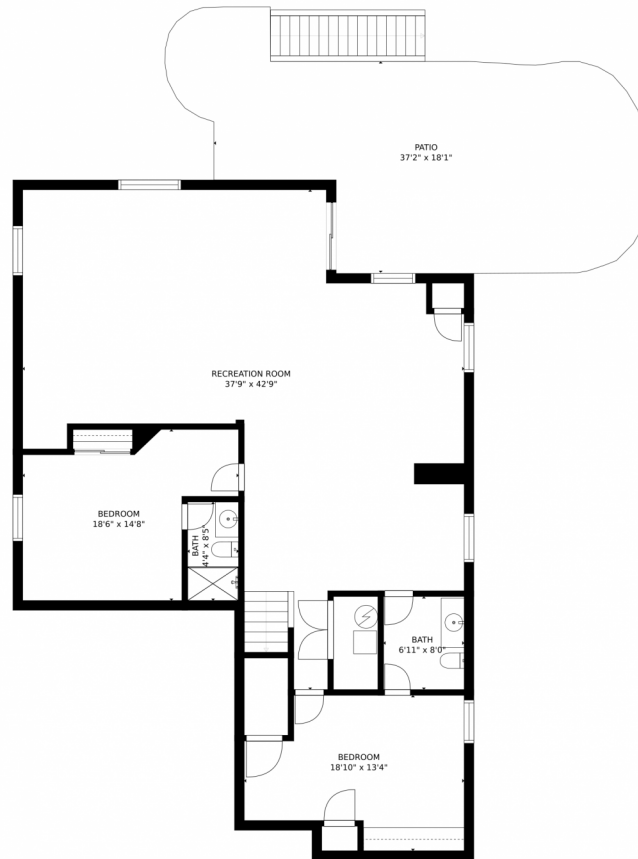 PATIO
37'2" x 18'1"
RECREATION ROOM
37'9" x 42'9"
BEDROOM
18'6" x 14'8"
BATH
4'4" x 8'5"
BATH
6'11" x 8'0"
BEDROOM
18'10" x 13'4"